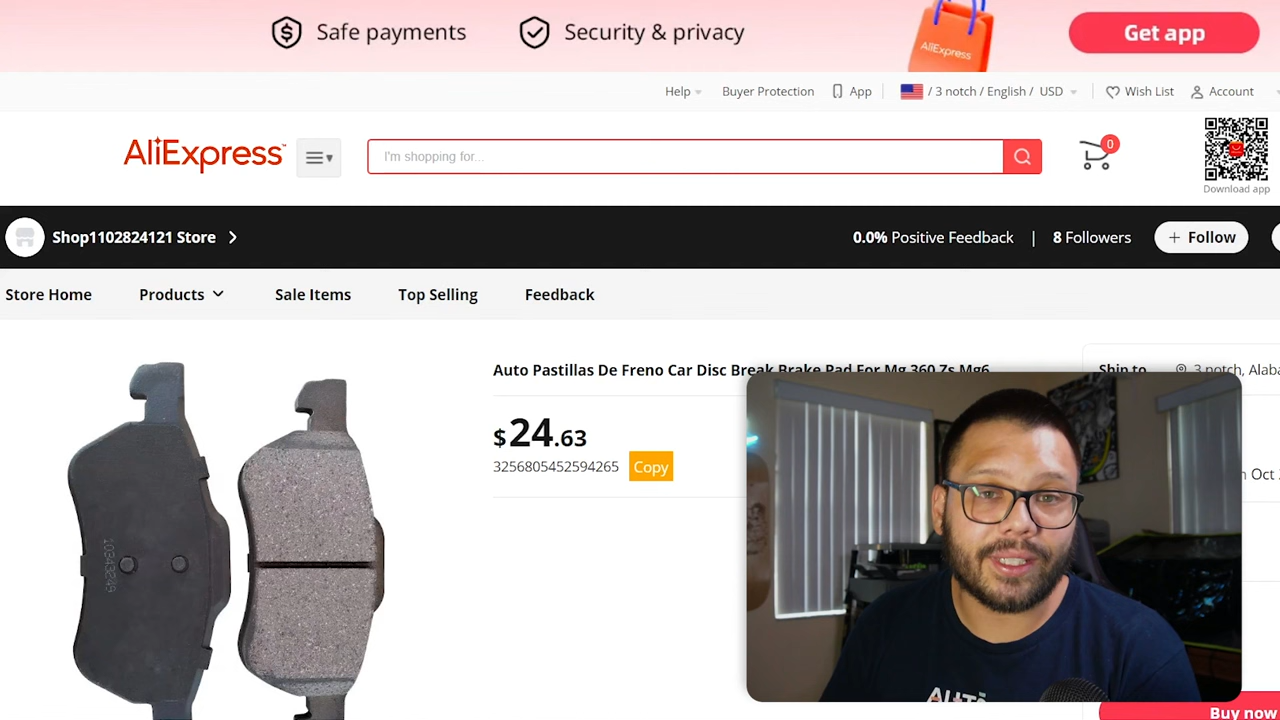 Safe payments
Security & privacy
AliExpress
Get app
Help
Buyer Protection
App
/ 3 notch / English / USD
Wish List
Account
AliExpress
I'm shopping for...
0
Download app
Shop1102824121 Store
0.0% Positive Feedback | 8 Followers
+ Follow
Store Home
Products
Sale Items
Top Selling
Feedback
Auto Pastillas De Freno Car Disc Break Brake Pad For Mg 360 Zs Mg6
Ship to
3 notch, Alaba
$24.63
3256805452594265
Copy
Oct
Buy now